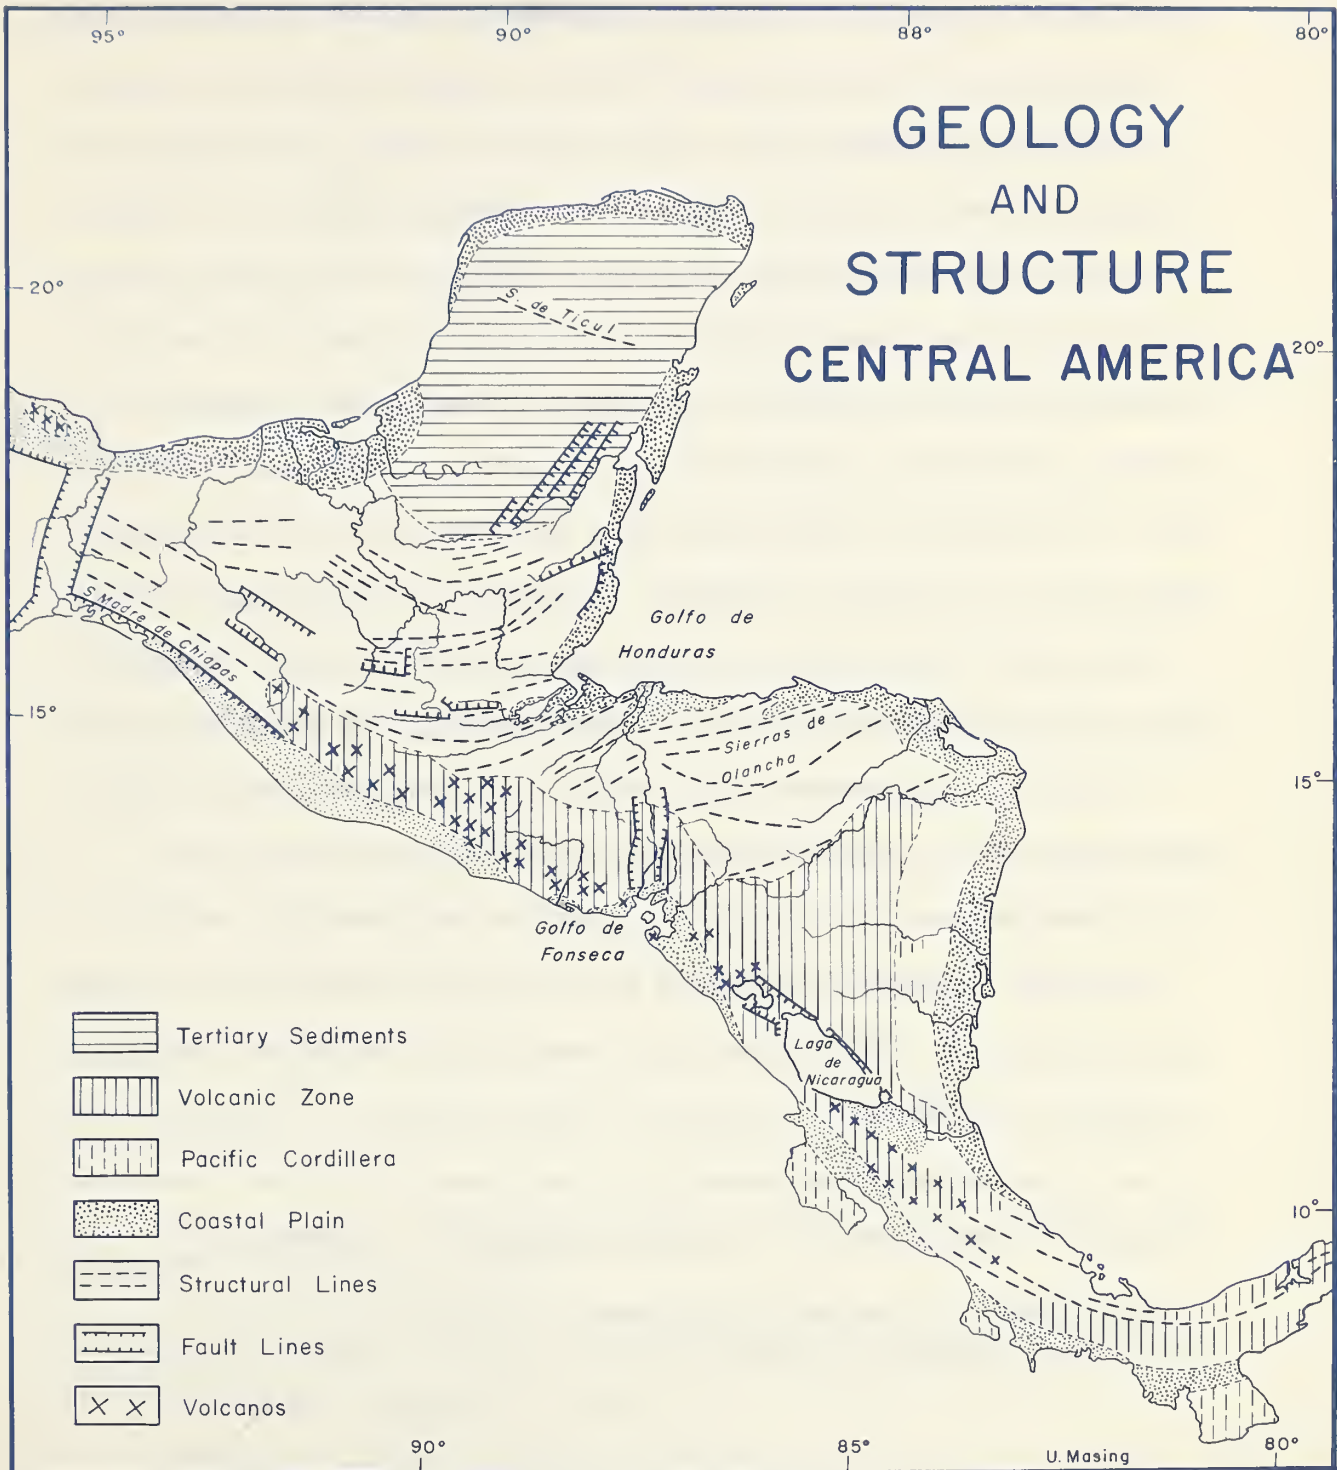 95°
90°
88°
80°
GEOLOGY
AND
STRUCTURE
CENTRAL AMERICA
20°
20°
S. de Ticul
S. Madre de Chiapas
Golfo de
Honduras
15°
Sierras de
Olancha
15°
Golfo de
Fonseca
Laga
de
Nicaragua
10°
Tertiary Sediments
Volcanic Zone
Pacific Cordillera
Coastal Plain
Structural Lines
Fault Lines
Volcanos
90°
85°
80°
U. Masing